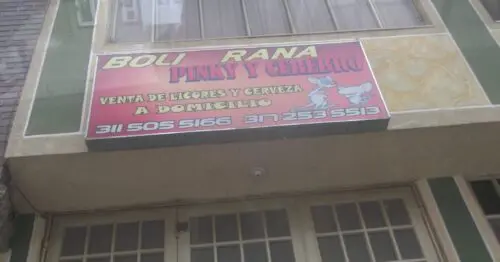 BOLI RANA
PINKY Y CEREBRO
VENTA DE LICORES Y CERVEZA
A DOMICILIO
311 505 5166 317 253 5513